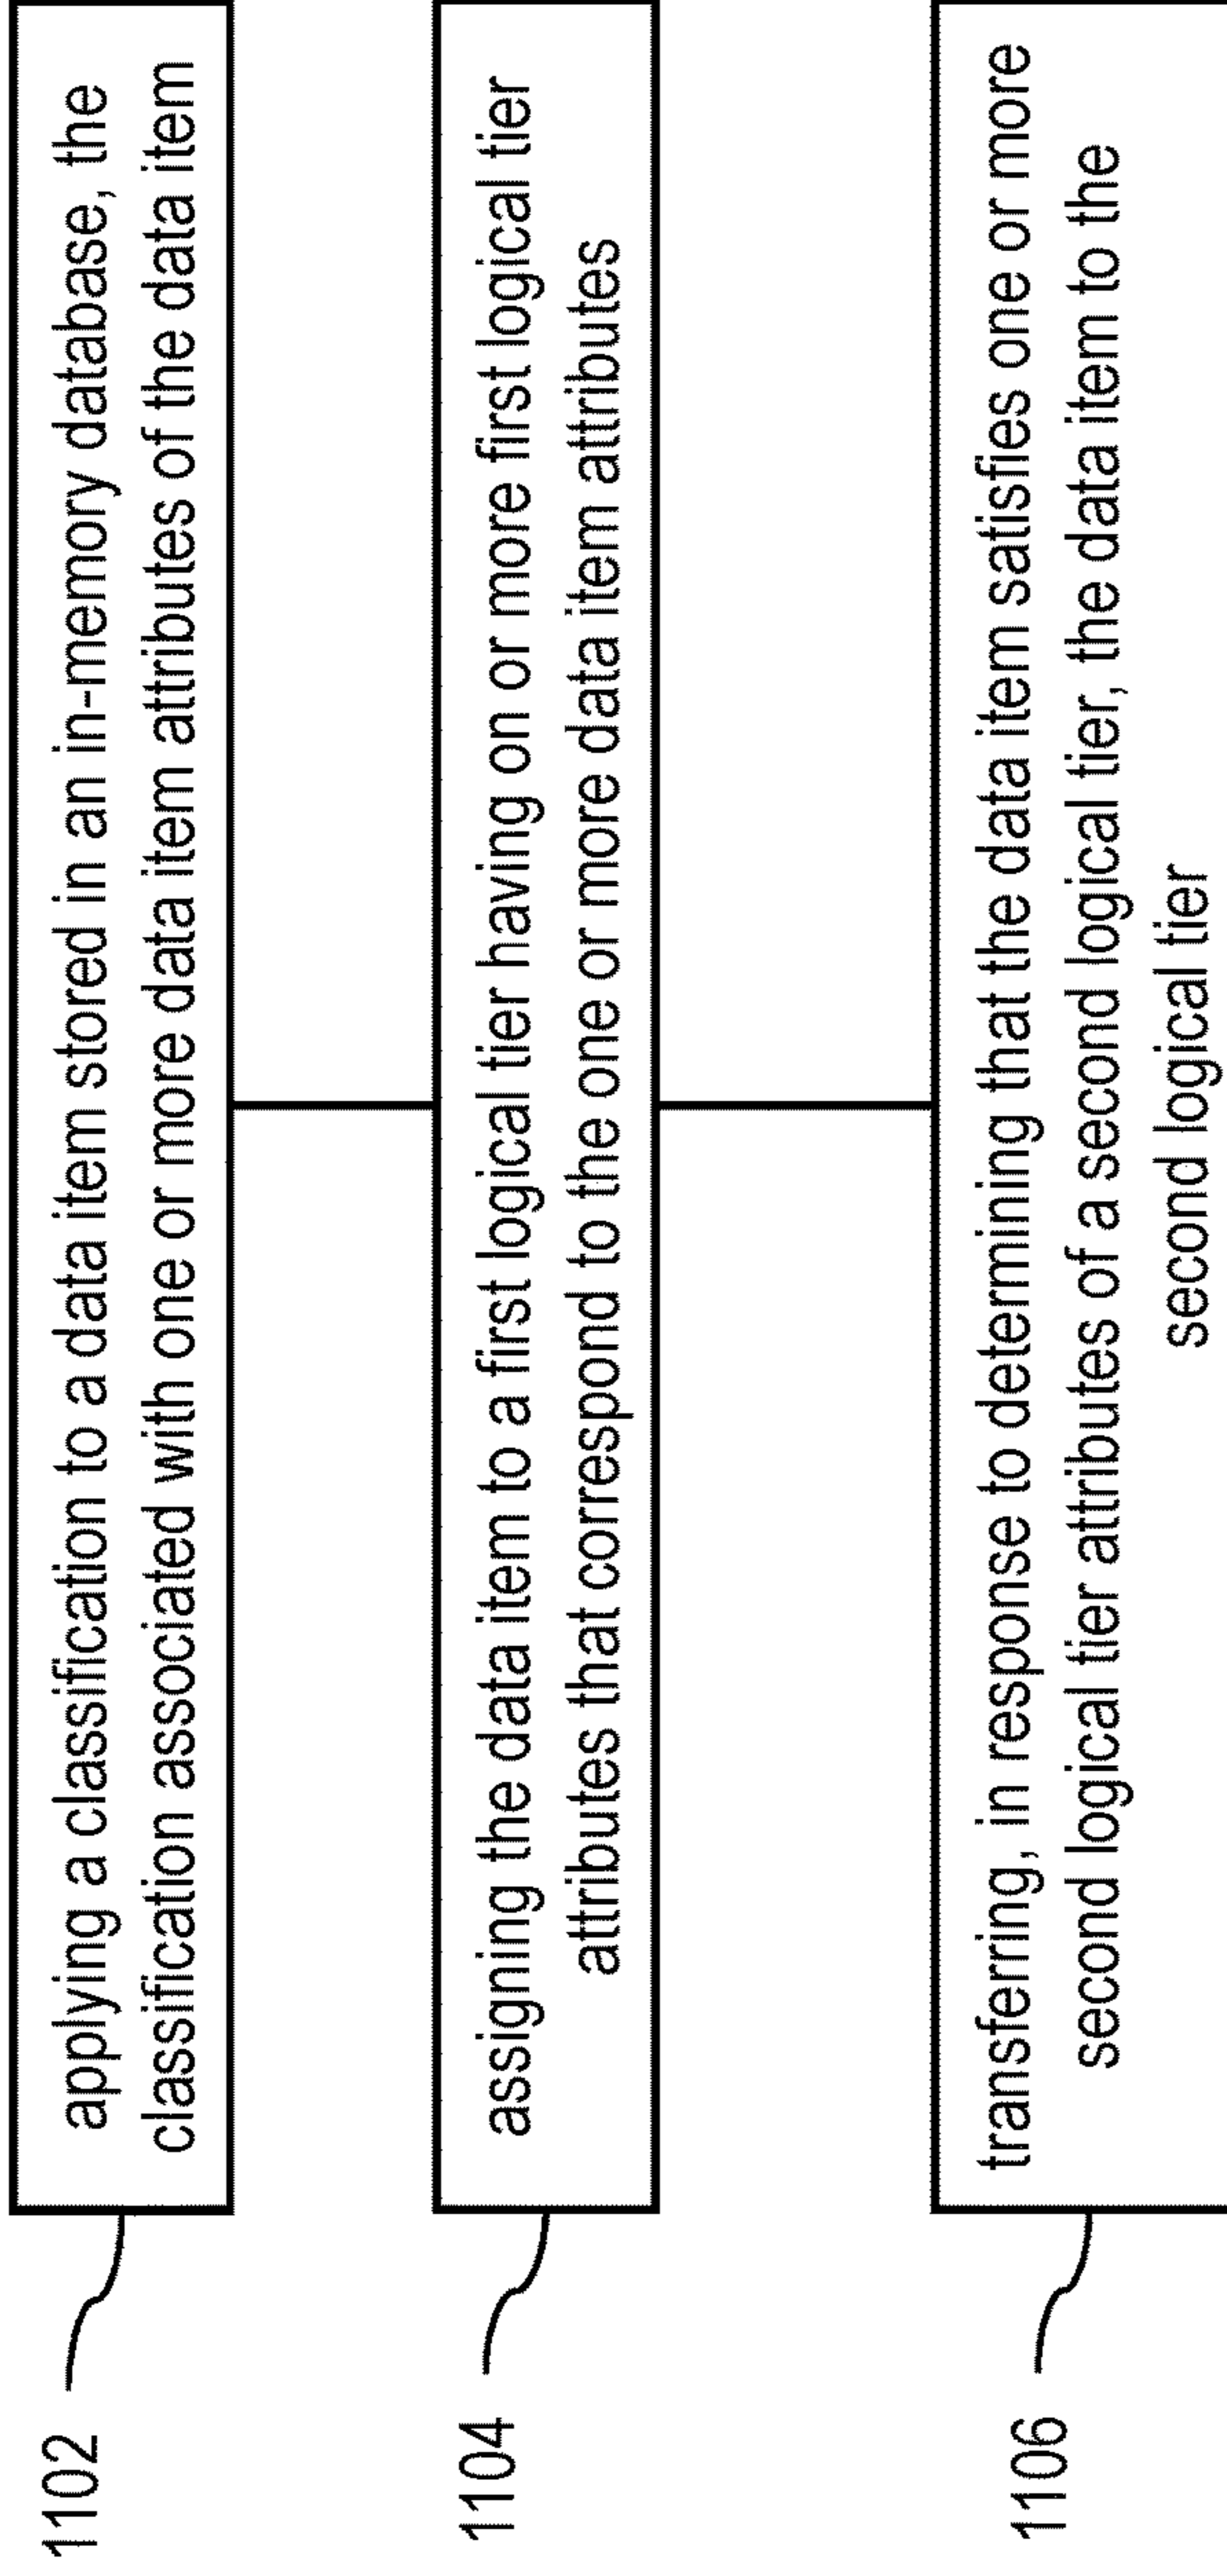 1102
applying a classification to a data item stored in an in-memory database, the
classification associated with one or more data item attributes of the data item
1104
assigning the data item to a first logical tier having on or more first logical tier
attributes that correspond to the one or more data item attributes
1106
transferring, in response to determining that the data item satisfies one or more
second logical tier attributes of a second logical tier, the data item to the
second logical tier